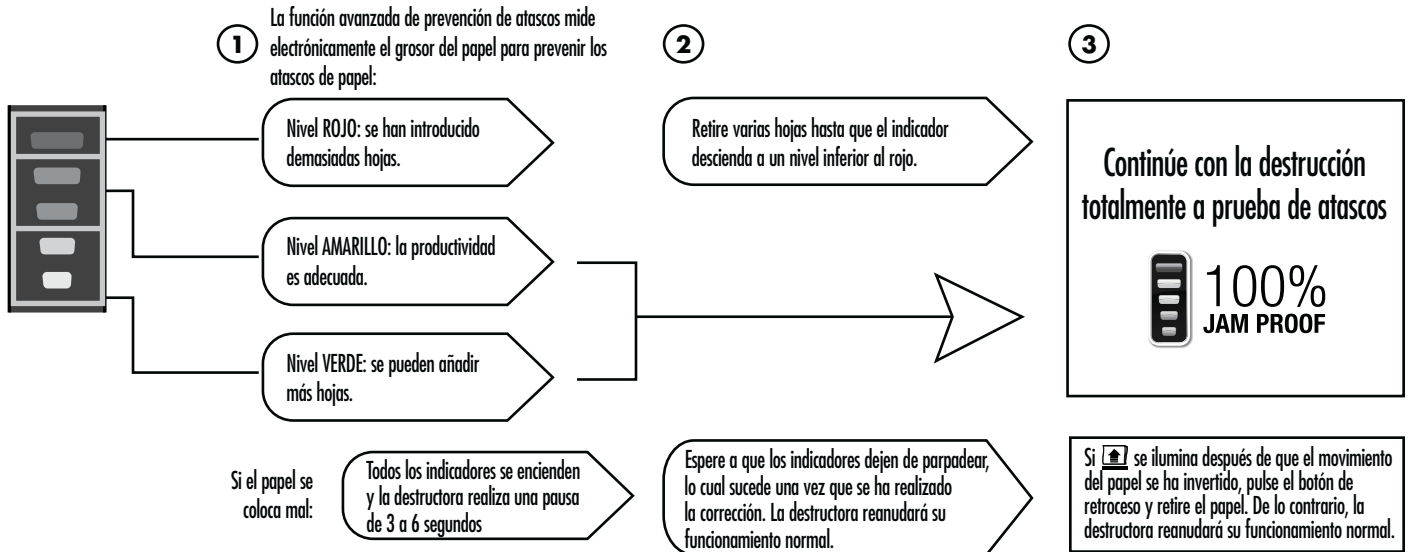 1
La función avanzada de prevención de atascos mide
electrónicamente el grosor del papel para prevenir los
atascos de papel:
Nivel ROJO: se han introducido
demasiadas hojas.
Nivel AMARILLO: la productividad
es adecuada.
Nivel VERDE: se pueden añadir
más hojas.
2
Retire varias hojas hasta que el indicador
descienda a un nivel inferior al rojo.
3
Continúe con la destrucción
totalmente a prueba de atascos
100%
JAM PROOF
Si el papel se
coloca mal:
Todos los indicadores se encienden
y la destructora realiza una pausa
de 3 a 6 segundos
Espere a que los indicadores dejen de parpadear,
lo cual sucede una vez que se ha realizado
la corrección. La destructora reanudará su
funcionamiento normal.
Si se ilumina después de que el movimiento
del papel se ha invertido, pulse el botón de
retroceso y retire el papel. De lo contrario, la
destructora reanudará su funcionamiento normal.